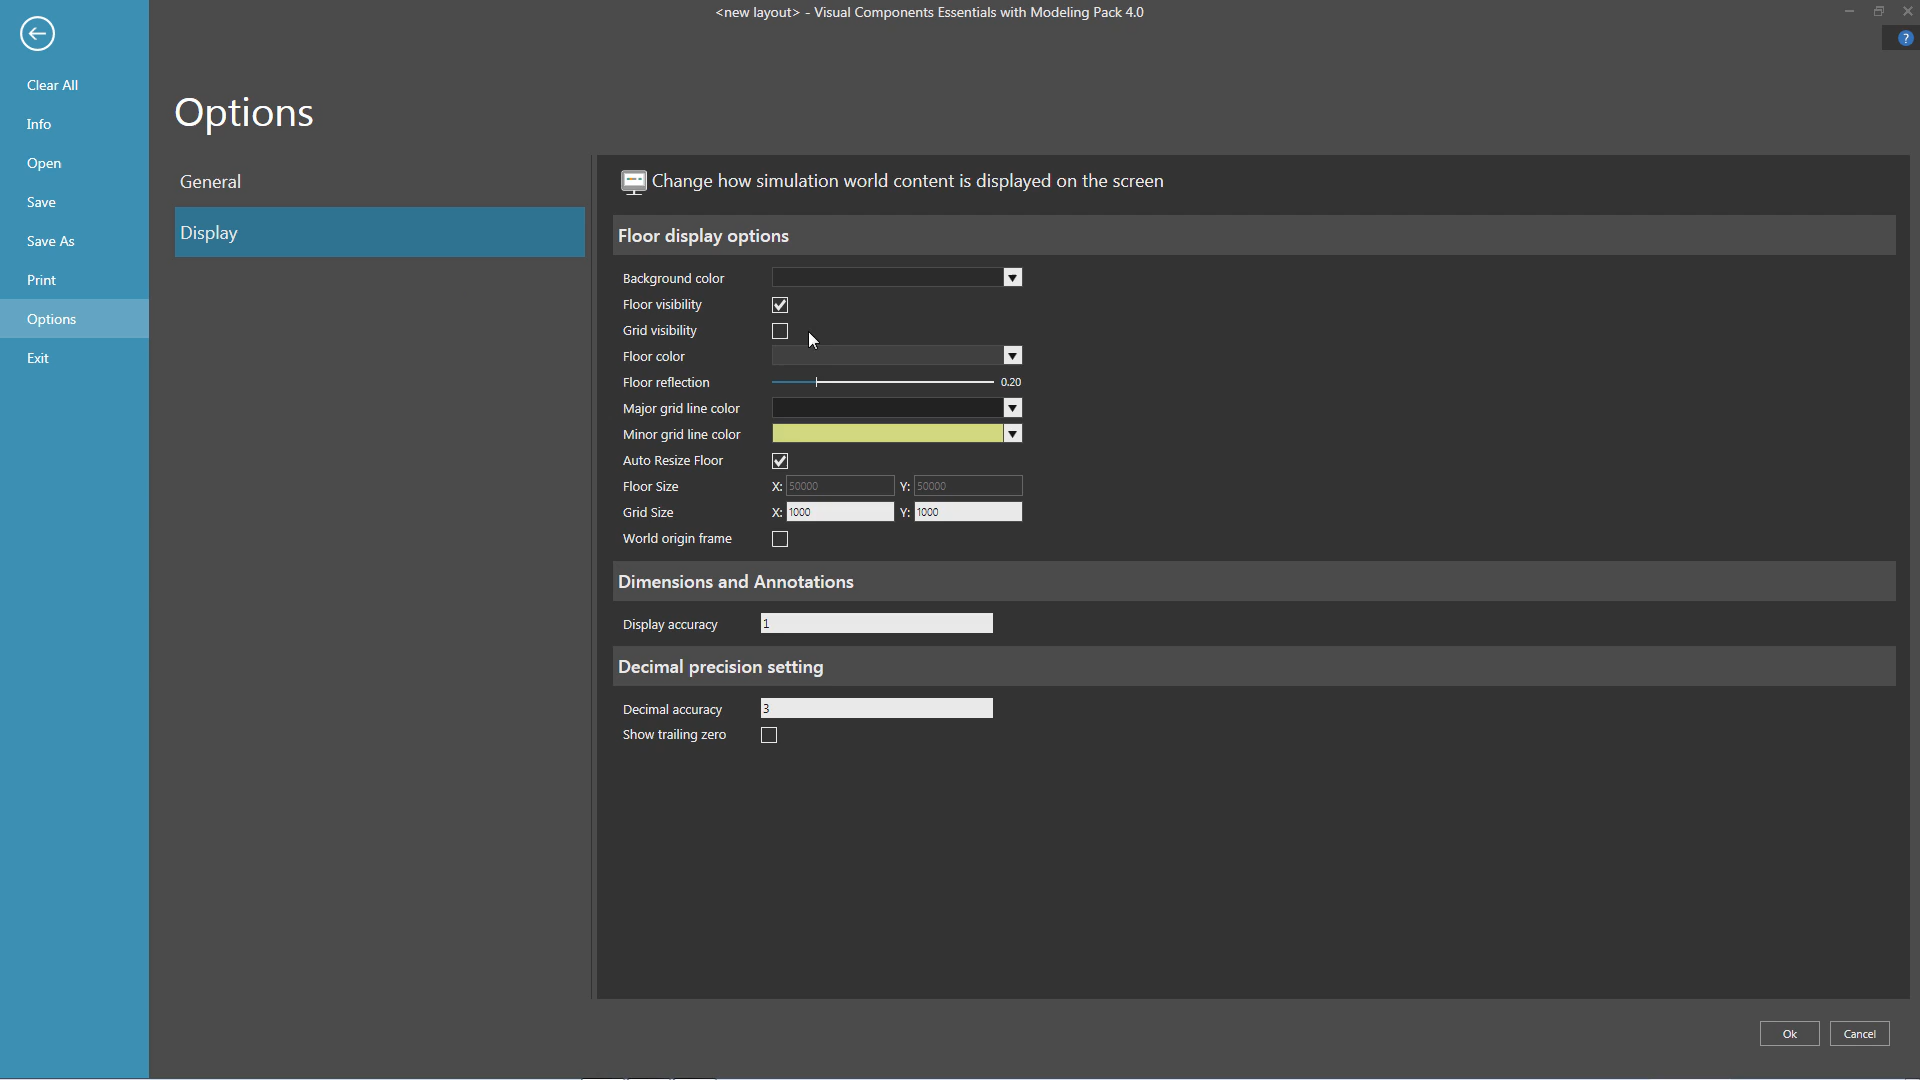 <new layout> - Visual Components Essentials with Modeling Pack 4.0
?
Clear All
Info
Open
Save
Save As
Print
Options
Exit
Options
General
Display
Change how simulation world content is displayed on the screen
Floor display options
Background color
Floor visibility
Grid visibility
Floor color
Floor reflection 0.20
Major grid line color
Minor grid line color
Auto Resize Floor
Floor Size X: 50000 Y: 50000
Grid Size X: 1000 Y: 1000
World origin frame
Dimensions and Annotations
Display accuracy 1
Decimal precision setting
Decimal accuracy 3
Show trailing zero
Ok Cancel